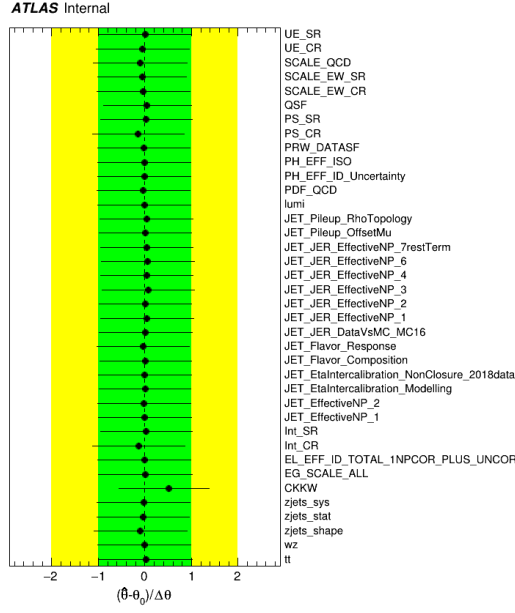 ATLAS Internal
UE_SR
UE_CR
SCALE_QCD
SCALE_EW_SR
SCALE_EW_CR
QSF
PS_SR
PS_CR
PRW_DATASF
PH_EFF_ISO
PH_EFF_ID_Uncertainty
PDF_QCD
lumi
JET_Pileup_RhoTopology
JET_Pileup_OffsetMu
JET_JER_EffectiveNP_7restTerm
JET_JER_EffectiveNP_6
JET_JER_EffectiveNP_4
JET_JER_EffectiveNP_3
JET_JER_EffectiveNP_2
JET_JER_EffectiveNP_1
JET_JER_DataVsMC_MC16
JET_Flavor_Response
JET_Flavor_Composition
JET_EtaIntercalibration_NonClosure_2018data
JET_EtaIntercalibration_Modelling
JET_EffectiveNP_2
JET_EffectiveNP_1
Int_SR
Int_CR
EL_EFF_ID_TOTAL_1NPCOR_PLUS_UNCOR
EG_SCALE_ALL
CKKW
zjets_sys
zjets_stat
zjets_shape
wz
tt
−2 −1 0 1 2
(θ̂-θ₀)/Δθ